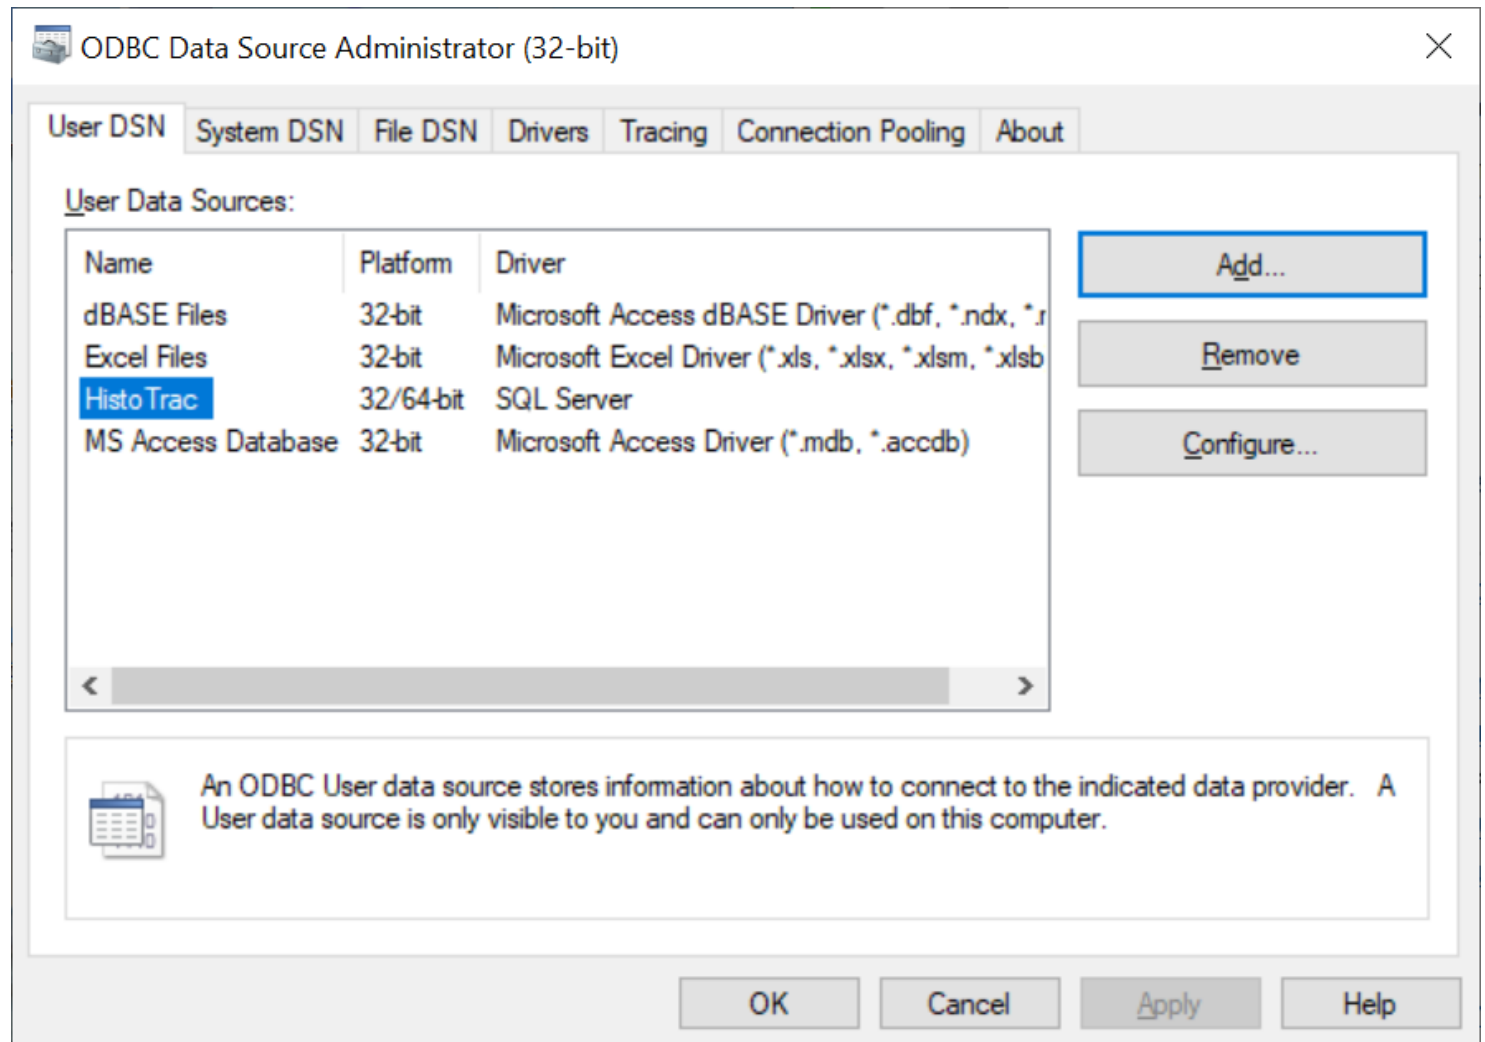 ODBC Data Source Administrator (32-bit)
User DSN System DSN File DSN Drivers Tracing Connection Pooling About
User Data Sources:
Name Platform Driver
dBASE Files 32-bit Microsoft Access dBASE Driver (*.dbf, *.ndx, *.r
Excel Files 32-bit Microsoft Excel Driver (*.xls, *.xlsx, *.xlsm, *.xlsb
HistoTrac 32/64-bit SQL Server
MS Access Database 32-bit Microsoft Access Driver (*.mdb, *.accdb)
Add...
Remove
Configure...
An ODBC User data source stores information about how to connect to the indicated data provider. A
User data source is only visible to you and can only be used on this computer.
OK Cancel Apply Help